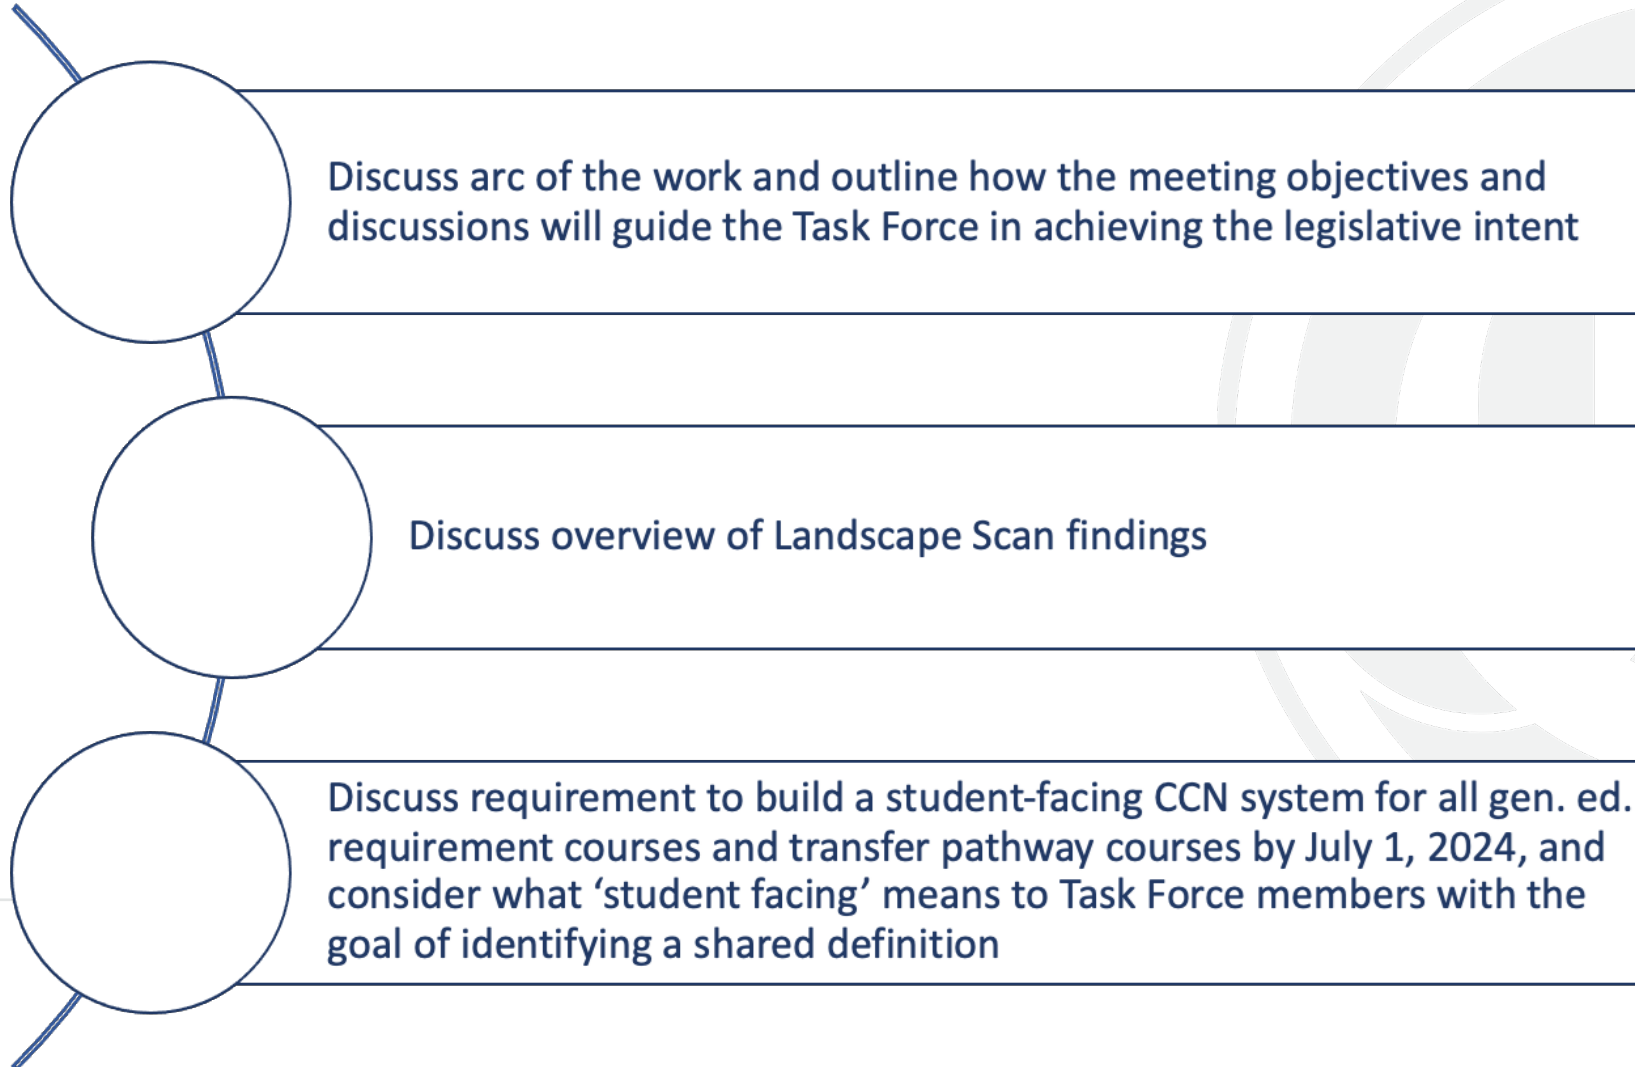 Discuss arc of the work and outline how the meeting objectives and
discussions will guide the Task Force in achieving the legislative intent
Discuss overview of Landscape Scan findings
Discuss requirement to build a student-facing CCN system for all gen. ed.
requirement courses and transfer pathway courses by July 1, 2024, and
consider what ‘student facing’ means to Task Force members with the
goal of identifying a shared definition